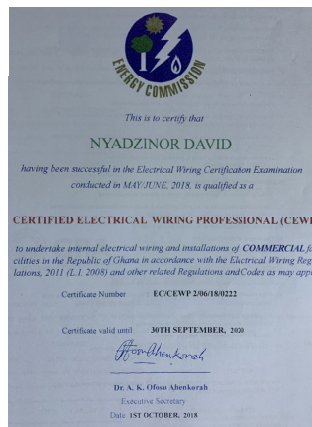 ENERGY COMMISSION
This is to certify that
NYADZINOR DAVID
having been successful in the Electrical Wiring Certification Examination
conducted in MAY/JUNE, 2018, is qualified as a
CERTIFIED ELECTRICAL WIRING PROFESSIONAL (CEW
to undertake internal electrical wiring and installations of COMMERCIAL fa
cilities in the Republic of Ghana in accordance with the Electrical Wiring Reg
lations, 2011 (L.I. 2008) and other related Regulations and Codes as may appl
Certificate Number EC/CEWP 2/06/18/0222
Certificate valid until 30TH SEPTEMBER, 2020
Dr. A. K. Ofosu Ahenkorah
Executive Secretary
Date 1ST OCTOBER, 2018